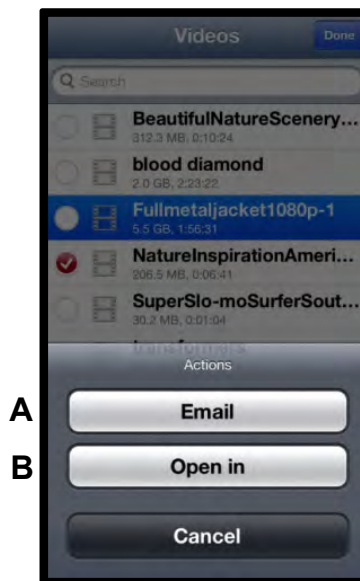 Videos Done
Search
BeautifulNatureScenery...
312.3 MB, 0:10:24
blood diamond
2.0 GB, 2:23:22
Fullmetaljacket1080p-1
5.5 GB, 1:56:31
NatureInspirationAmeri...
206.5 MB, 0:06:41
SuperSlo-moSurferSout...
30.2 MB, 0:01:04
transformers
Actions
A Email
B Open in
Cancel